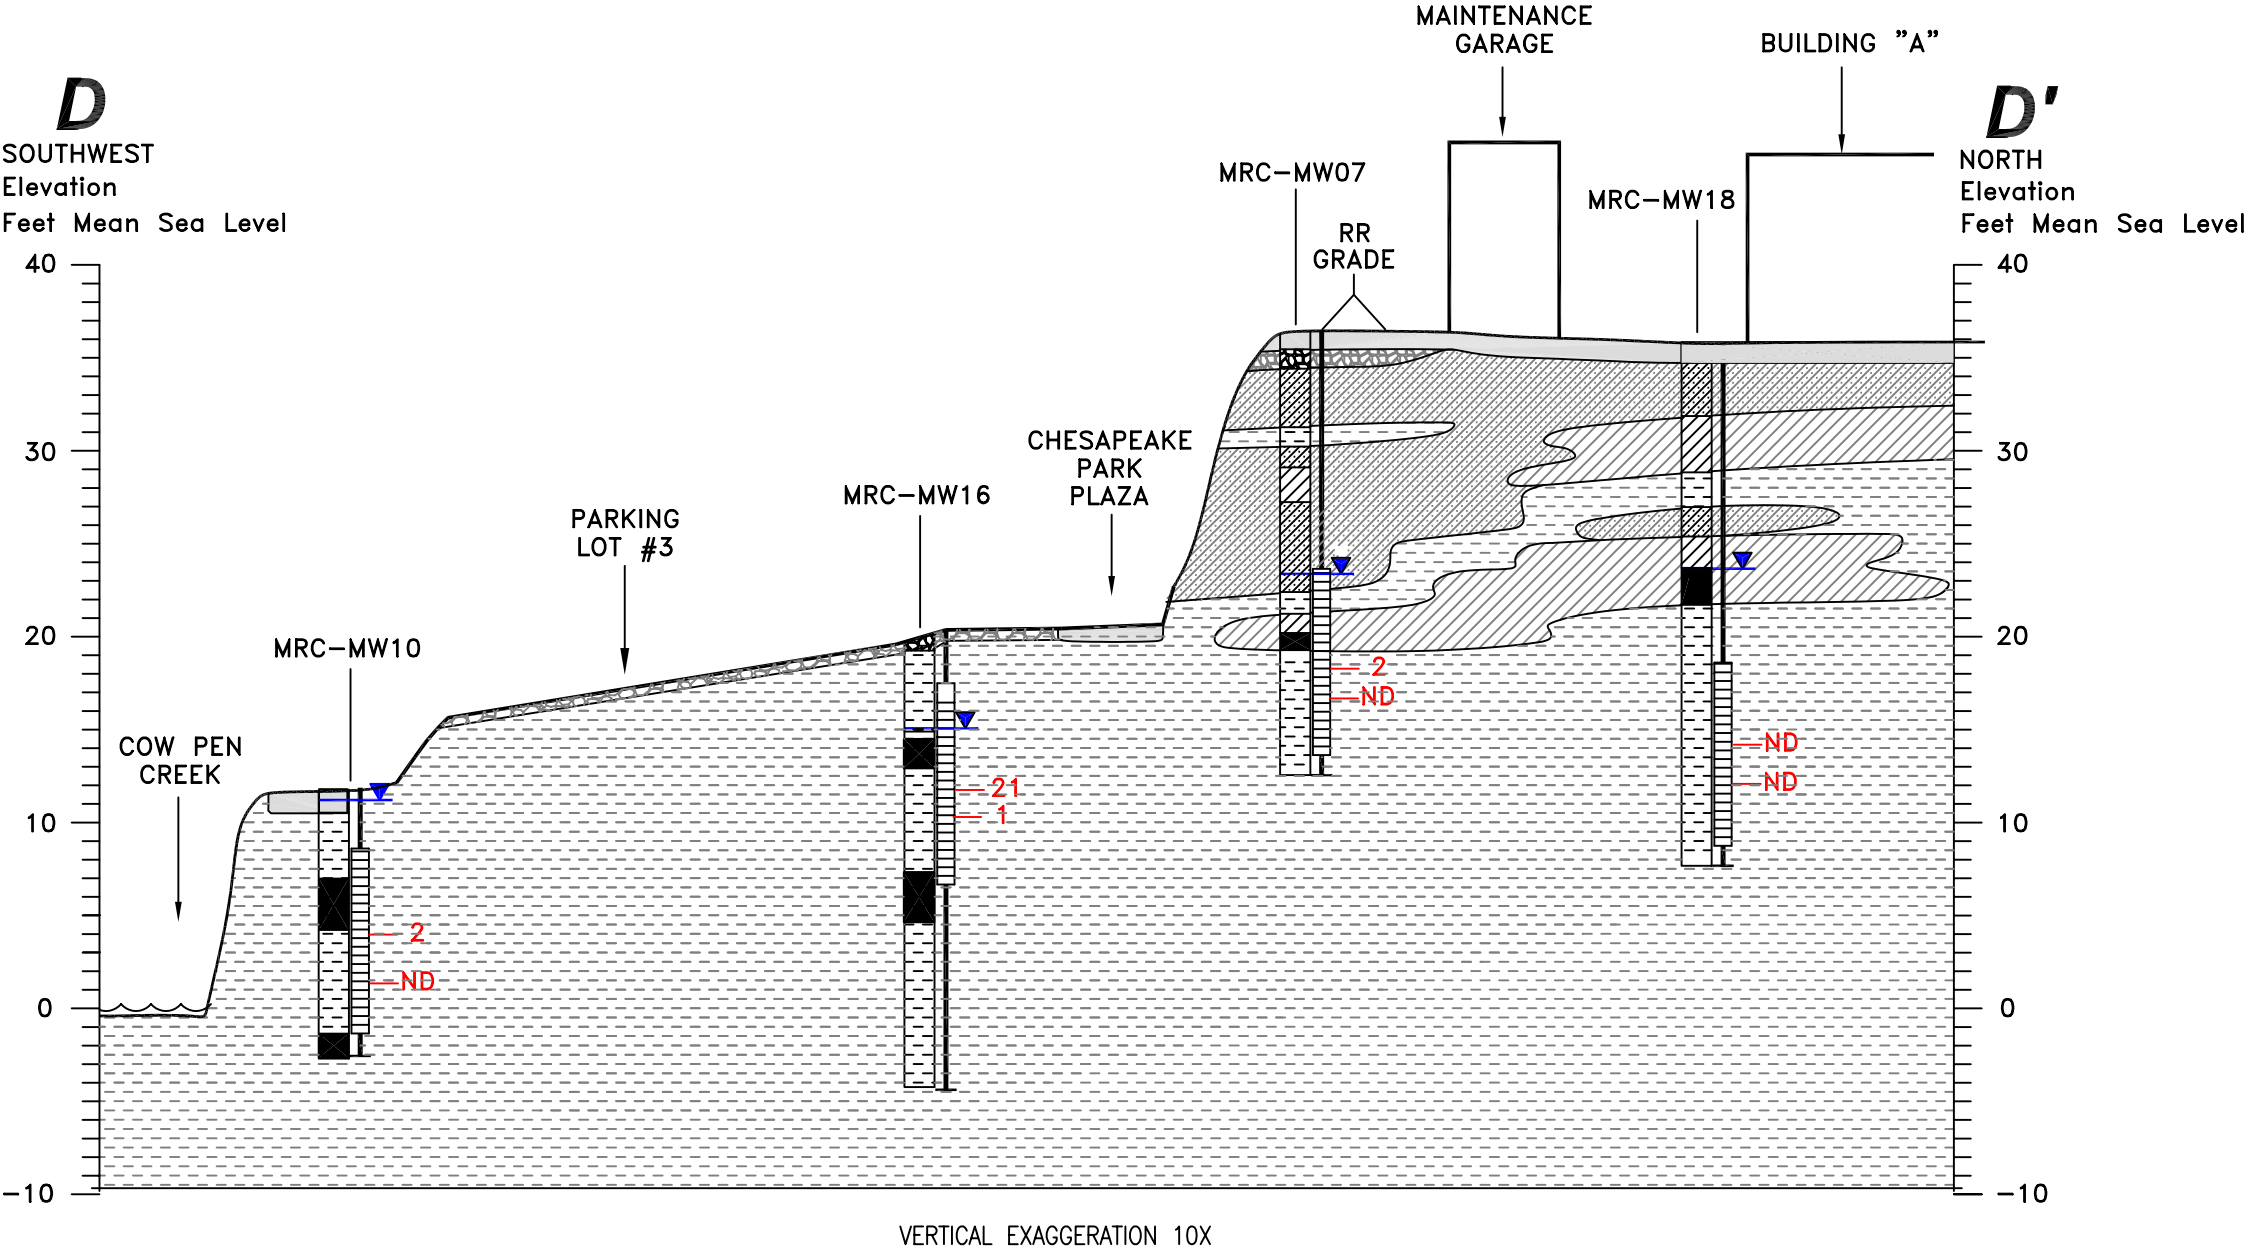 MAINTENANCE
GARAGE
BUILDING "A"
D
D'
SOUTHWEST
Elevation
Feet Mean Sea Level
NORTH
Elevation
Feet Mean Sea Level
MRC-MW07
MRC-MW18
RR
GRADE
40
40
CHESAPEAKE
PARK
PLAZA
30
30
MRC-MW16
PARKING
LOT #3
20
20
MRC-MW10
2
ND
COW PEN
CREEK
ND
ND
21
1
10
10
2
ND
0
0
-10
-10
VERTICAL EXAGGERATION 10X